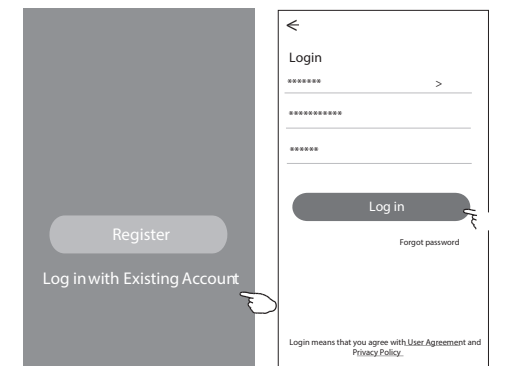 Register
Log in with Existing Account
Login
*******
>
***********
******
Log in
Forgot password
Login means that you agree with User Agreement and
Privacy Policy